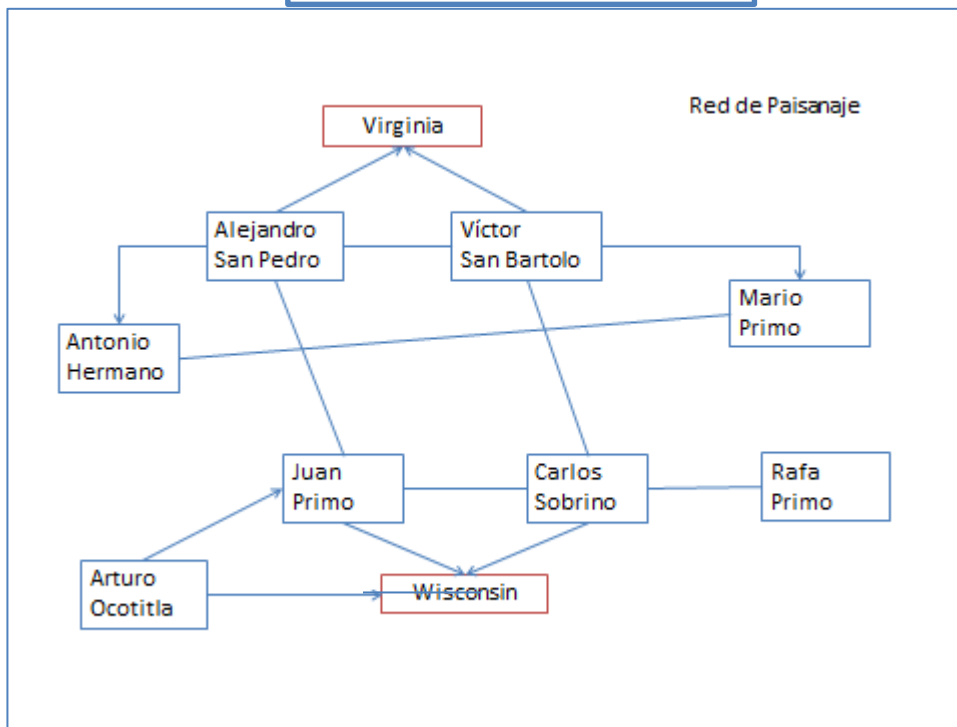 Red de Paisanaje
Virginia
Alejandro
San Pedro
Víctor
San Bartolo
Mario
Primo
Antonio
Hermano
Juan
Primo
Carlos
Sobrino
Rafa
Primo
Arturo
Ocotitla
Wisconsin